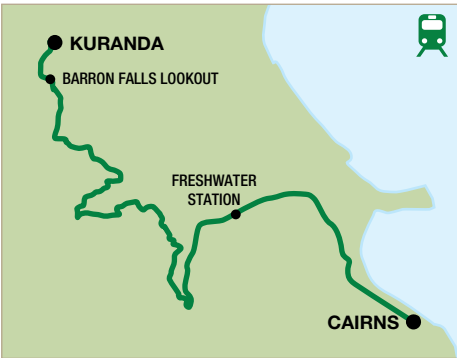 KURANDA
BARRON FALLS LOOKOUT
FRESHWATER
STATION
CAIRNS